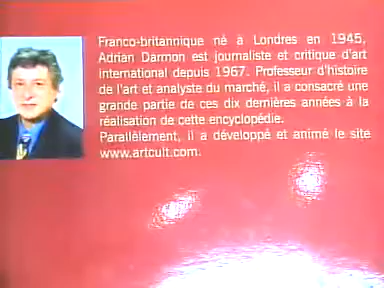 Franco-britannique né à Londres en 1945,
Adrian Darmon est journaliste et critique d'art
international depuis 1967. Professeur d'histoire
de l'art et analyste du marché, il a consacré une
grande partie de ces dix dernières années à la
réalisation de cette encyclopédie.
Parallèlement, il a développé et animé le site
www.artcult.com.